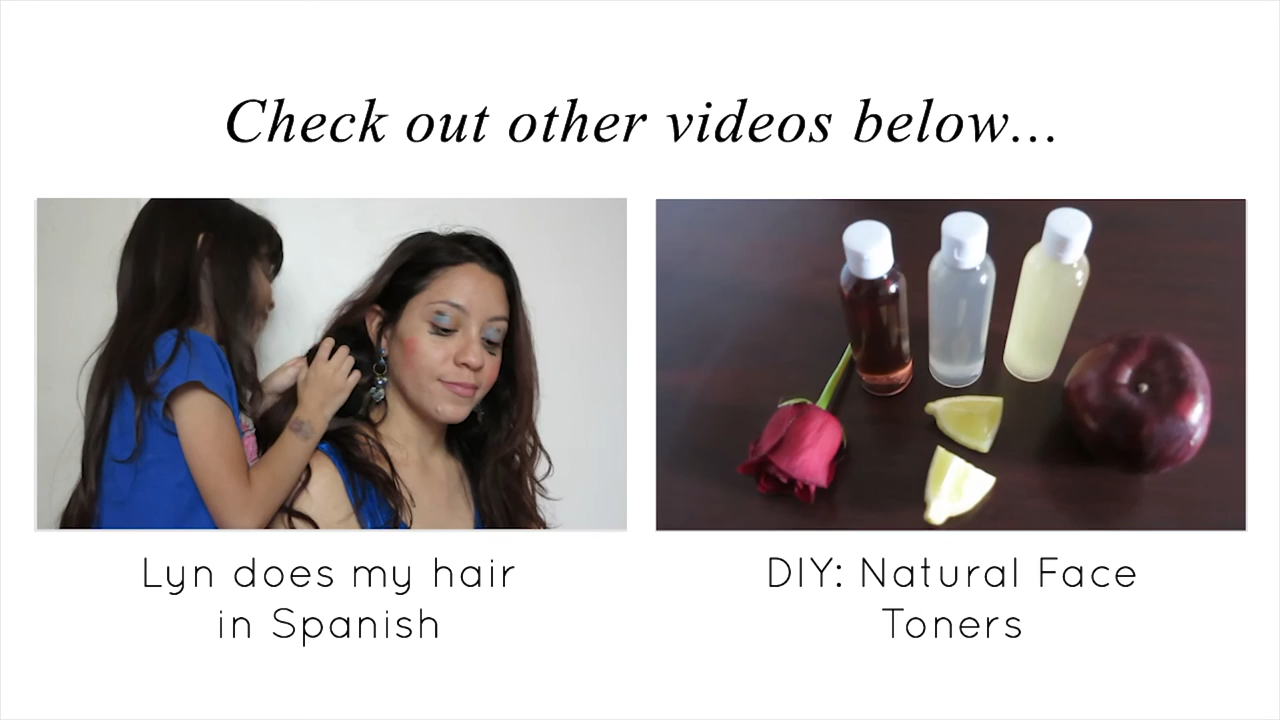 Check out other videos below...
Lyn does my hair
in Spanish
DIY: Natural Face
Toners